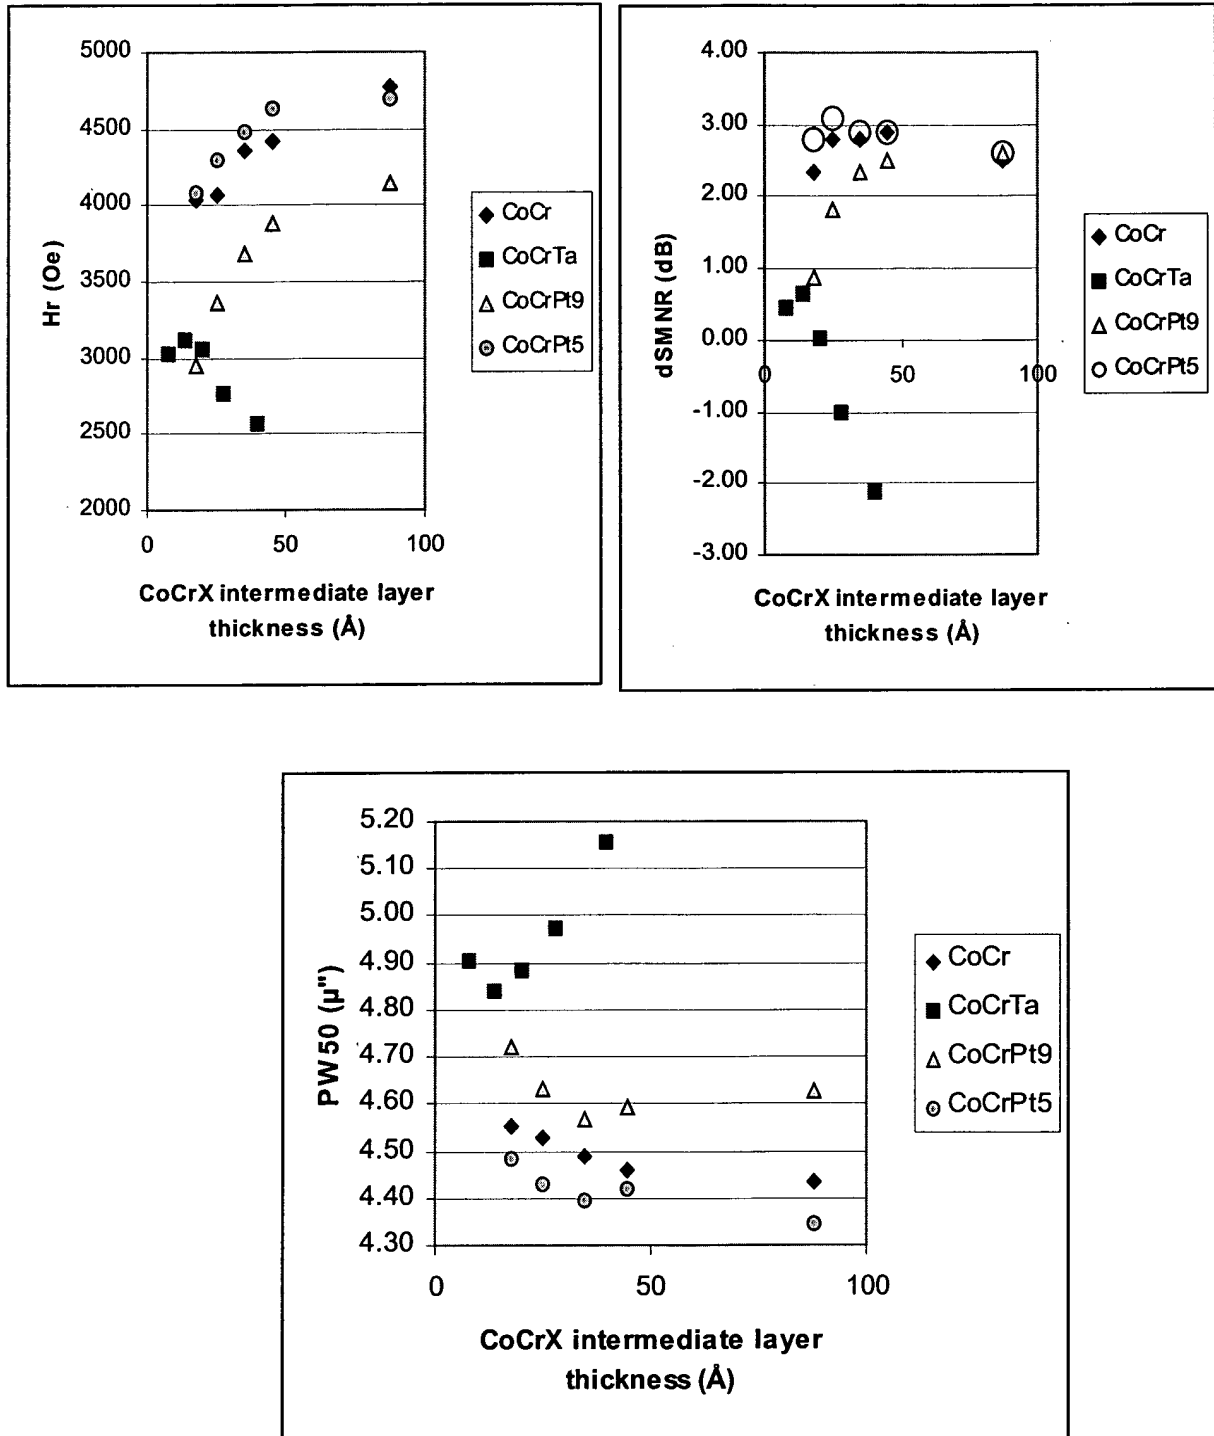 5000
4500
4000
3500
3000
2500
2000
Hr (Oe)
0
50
100
CoCrX intermediate layer
thickness (Å)
CoCr
CoCrTa
CoCrPt9
CoCrPt5
4.00
3.00
2.00
1.00
0.00
-1.00
-2.00
-3.00
dSMNR (dB)
0
50
100
CoCrX intermediate layer
thickness (Å)
CoCr
CoCrTa
CoCrPt9
CoCrPt5
5.20
5.10
5.00
4.90
4.80
4.70
4.60
4.50
4.40
4.30
PW50 (μ")
0
50
100
CoCrX intermediate layer
thickness (Å)
CoCr
CoCrTa
CoCrPt9
CoCrPt5